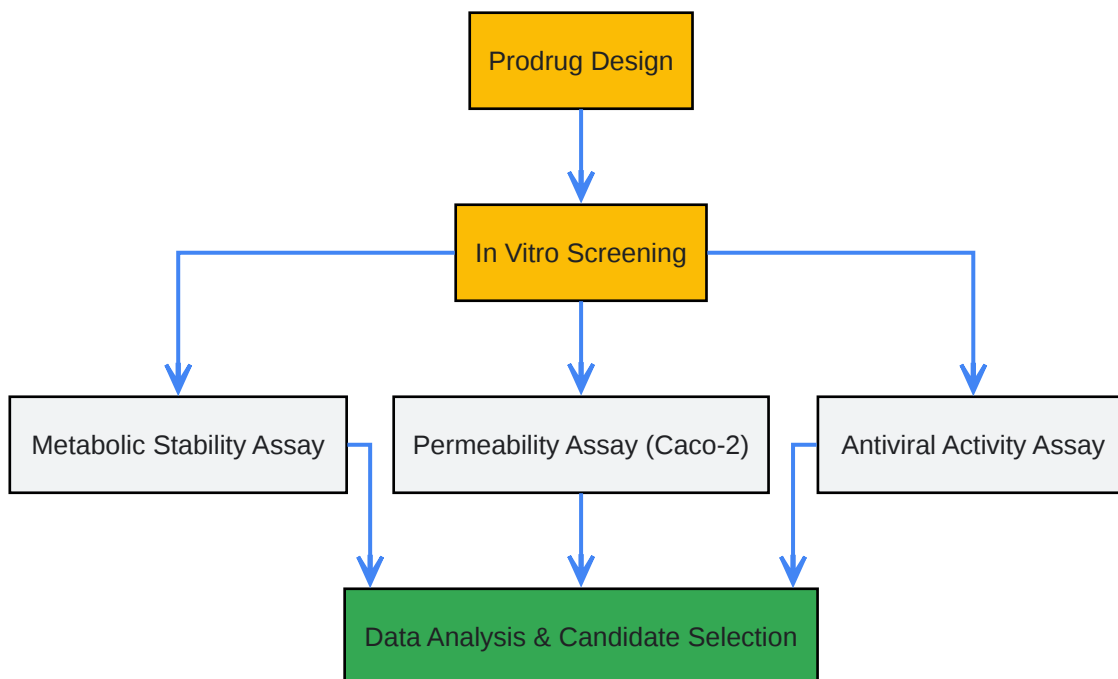 Prodrug Design
In Vitro Screening
Metabolic Stability Assay
Permeability Assay (Caco-2)
Antiviral Activity Assay
Data Analysis & Candidate Selection